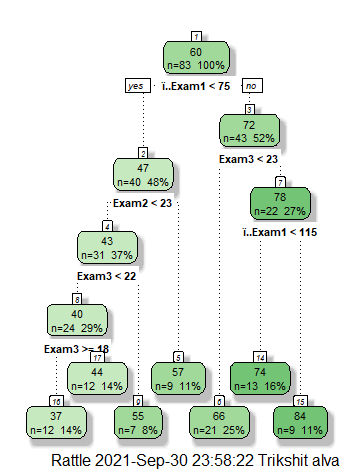 1
60
n=83 100%
ï..Exam1 < 75
yes
no
3
72
n=43 52%
Exam3 < 23
2
47
n=40 48%
Exam2 < 23
7
78
n=22 27%
ï..Exam1 < 115
4
43
n=31 37%
Exam3 < 22
8
40
n=24 29%
Exam3 >= 18
17
44
n=12 14%
5
57
n=9 11%
14
74
n=13 16%
16
37
n=12 14%
9
55
n=7 8%
6
66
n=21 25%
15
84
n=9 11%
Rattle 2021-Sep-30 23:58:22 Trikshit alva